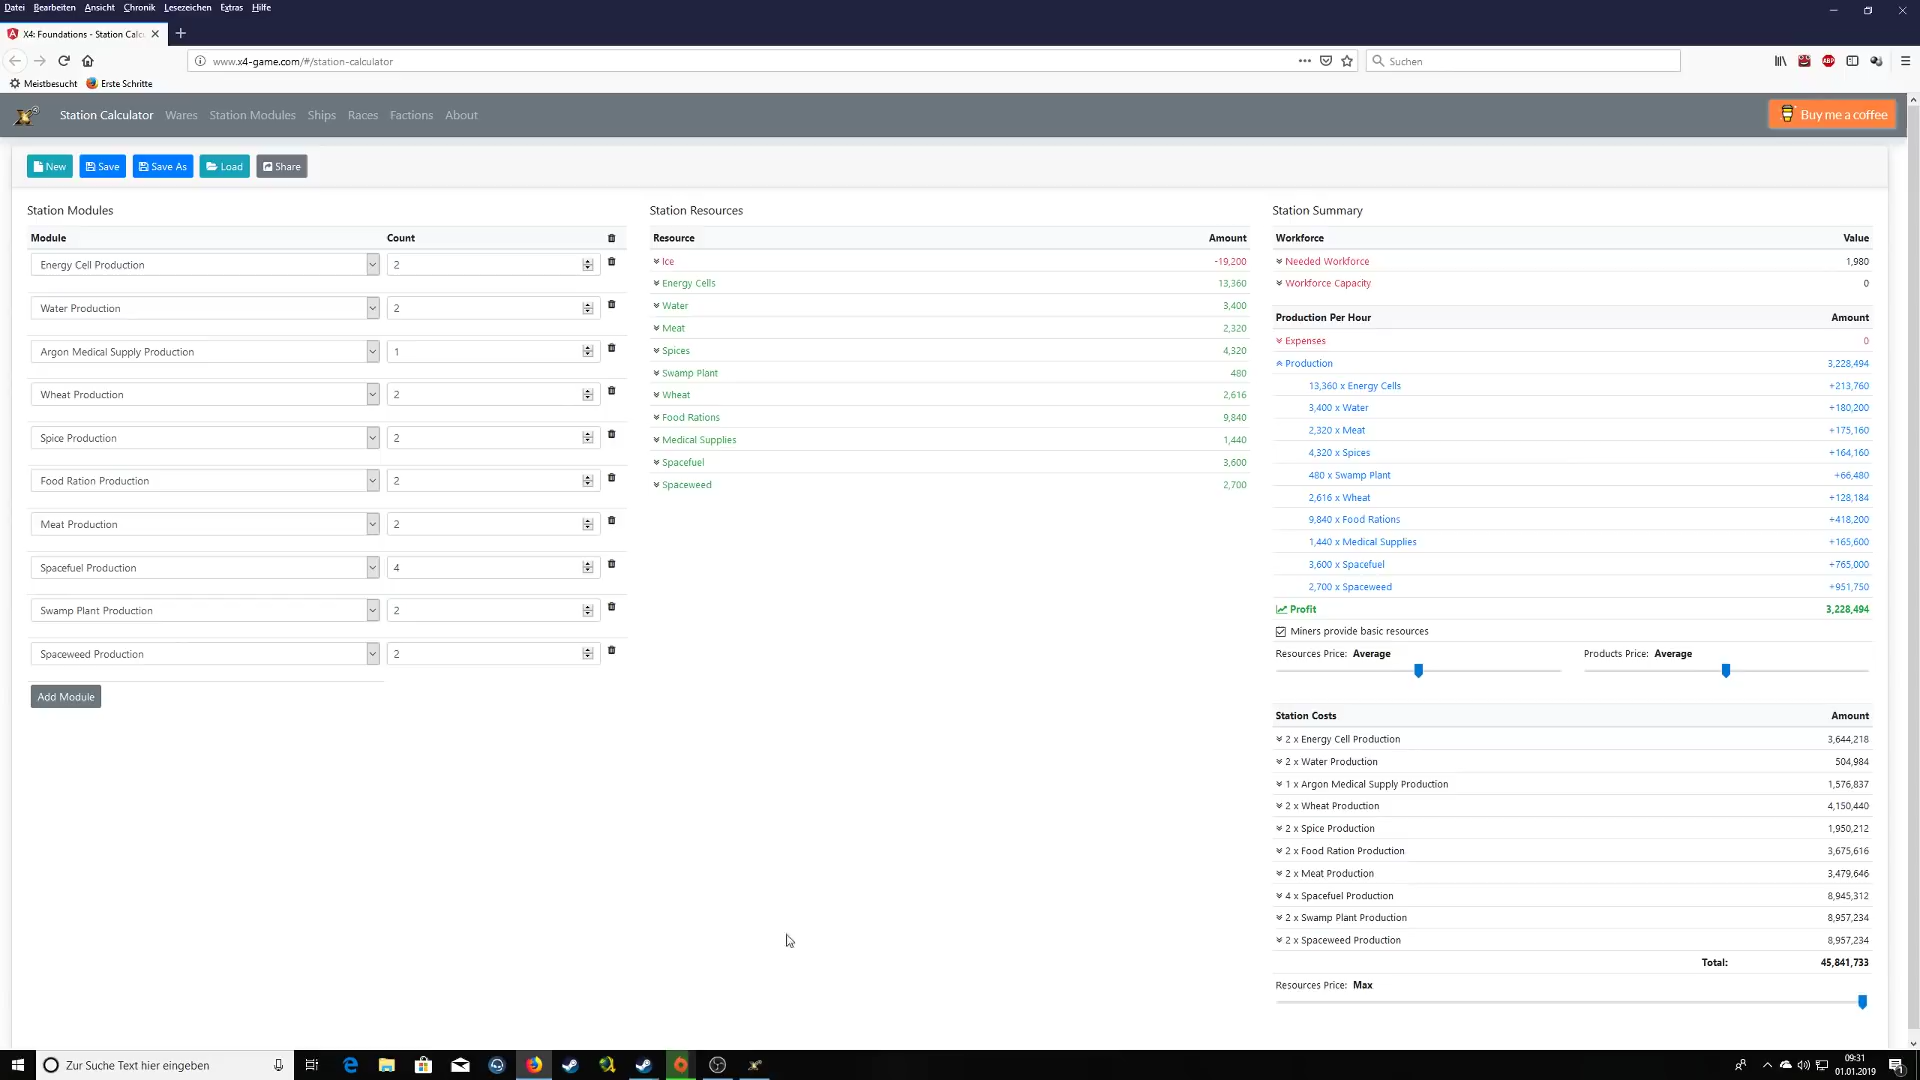 Datei Bearbeiten Ansicht Chronik Lesezeichen Extras Hilfe
X4: Foundations - Station Calc
www.x4-game.com/#/station-calculator
Suchen
Meistbesucht Erste Schritte
Station Calculator Wares Station Modules Ships Races Factions About
Buy me a coffee
New Save Save As Load Share
Station Modules
Module Count
Energy Cell Production 2
Water Production 2
Argon Medical Supply Production 1
Wheat Production 2
Spice Production 2
Food Ration Production 2
Meat Production 2
Spacefuel Production 4
Swamp Plant Production 2
Spaceweed Production 2
Add Module
Station Resources
Resource Amount
Ice -19,200
Energy Cells 13,360
Water 3,400
Meat 2,320
Spices 4,320
Swamp Plant 480
Wheat 2,616
Food Rations 9,840
Medical Supplies 1,440
Spacefuel 3,600
Spaceweed 2,700
Station Summary
Workforce Value
Needed Workforce 1,980
Workforce Capacity 0
Production Per Hour Amount
Expenses 0
Production 3,228,494
13,360 x Energy Cells +213,760
3,400 x Water +180,200
2,320 x Meat +175,160
4,320 x Spices +164,160
480 x Swamp Plant +66,480
2,616 x Wheat +128,184
9,840 x Food Rations +418,200
1,440 x Medical Supplies +165,600
3,600 x Spacefuel +765,000
2,700 x Spaceweed +951,750
Profit 3,228,494
Miners provide basic resources
Resources Price: Average Products Price: Average
Station Costs Amount
2 x Energy Cell Production 3,644,218
2 x Water Production 504,984
1 x Argon Medical Supply Production 1,576,837
2 x Wheat Production 4,150,440
2 x Spice Production 1,950,212
2 x Food Ration Production 3,675,616
2 x Meat Production 3,479,646
4 x Spacefuel Production 8,945,312
2 x Swamp Plant Production 8,957,234
2 x Spaceweed Production 8,957,234
Total: 45,841,733
Resources Price: Max
Zur Suche Text hier eingeben
09:31
01.01.2019